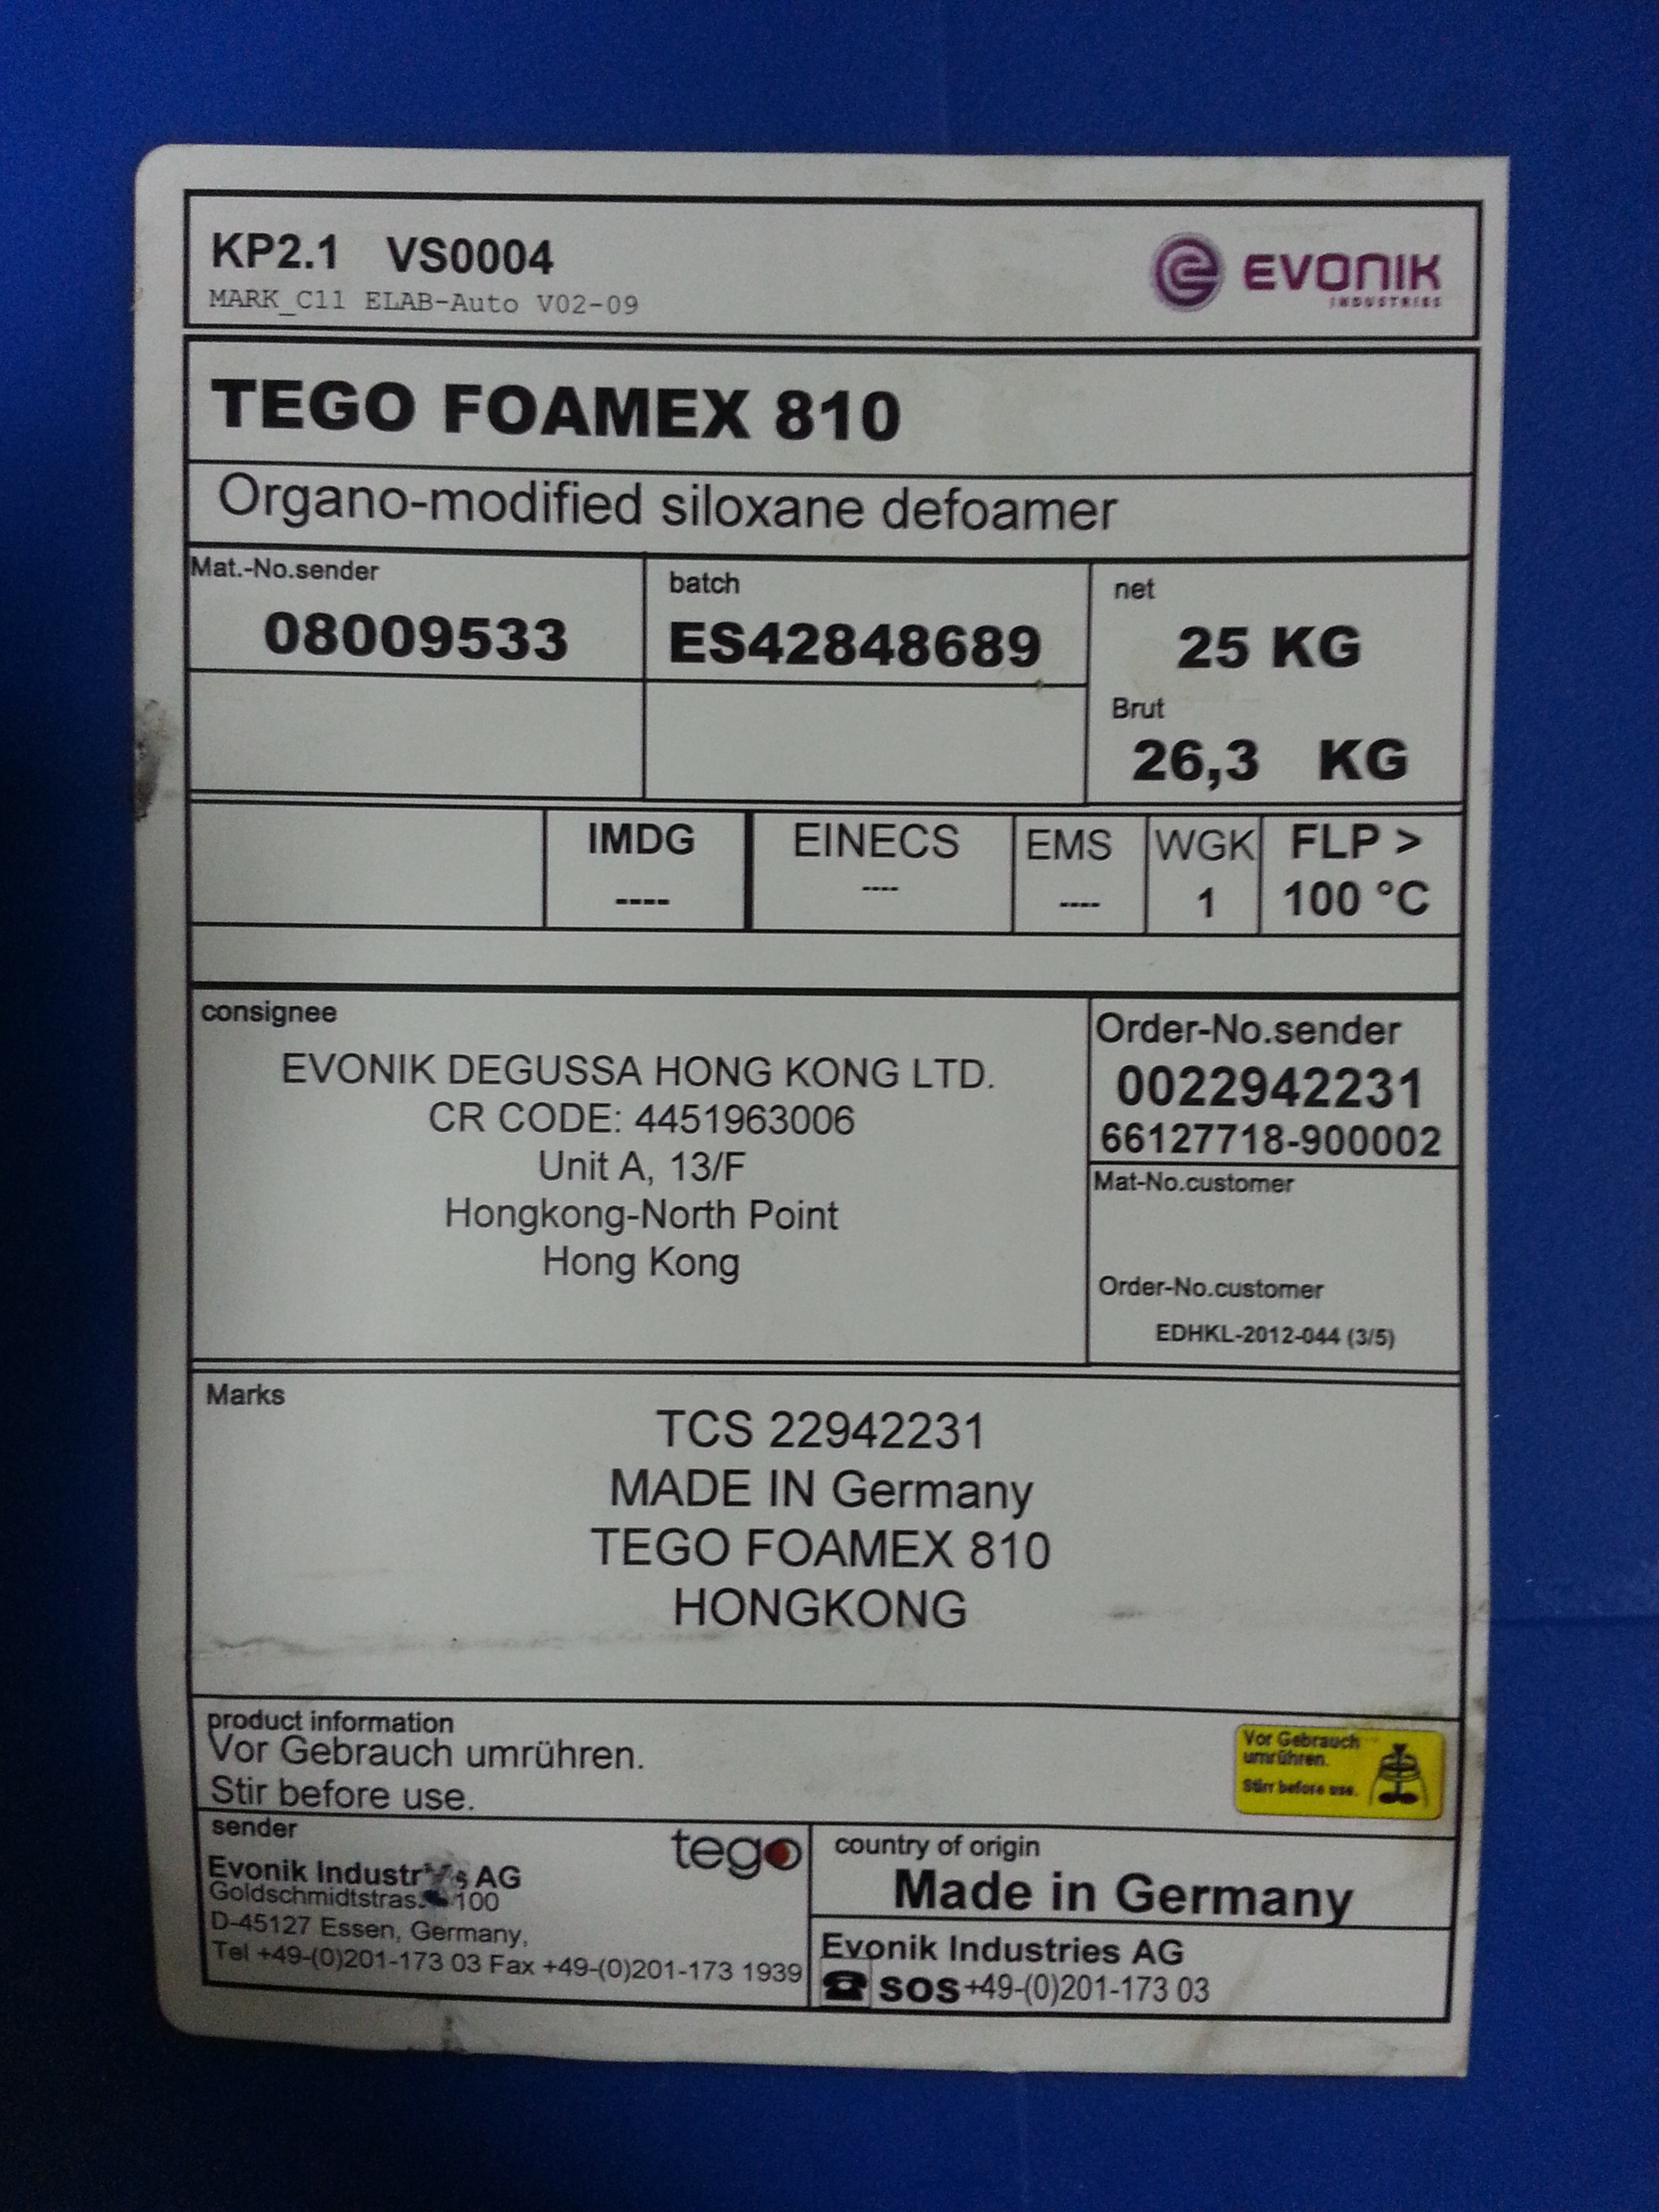 KP2.1 VS0004
MARK_C11 ELAB-Auto V02-09
EVONIK
INDUSTRIES
TEGO FOAMEX 810
Organo-modified siloxane defoamer
Mat.-No.sender
08009533
batch
ES42848689
net
25 KG
Brut
26,3 KG
IMDG
----
EINECS
----
EMS
----
WGK
1
FLP >
100 °C
consignee
EVONIK DEGUSSA HONG KONG LTD.
CR CODE: 4451963006
Unit A, 13/F
Hongkong-North Point
Hong Kong
Order-No.sender
0022942231
66127718-900002
Mat-No.customer
Order-No.customer
EDHKL-2012-044 (3/5)
Marks
TCS 22942231
MADE IN Germany
TEGO FOAMEX 810
HONGKONG
product information
Vor Gebrauch umrühren.
Stir before use.
Vor Gebrauch
umrühren.
Stirr before use.
sender
tego
Evonik Industries AG
100
D-45127 Essen, Germany,
Tel +49-(0)201-173 03 Fax +49-(0)201-173 1939
country of origin
Made in Germany
Evonik Industries AG
SOS +49-(0)201-173 03